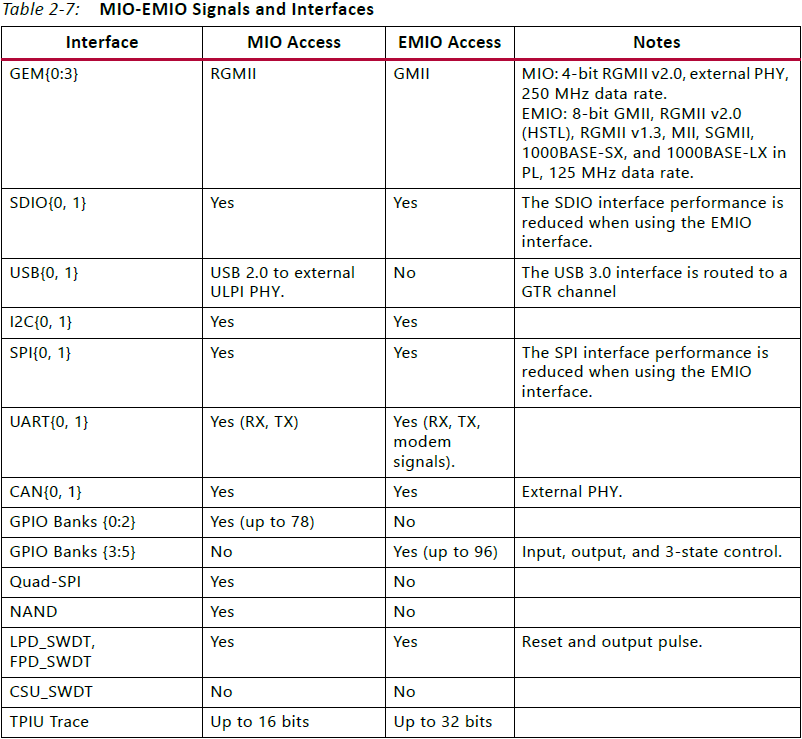 Table 2-7: MIO-EMIO Signals and Interfaces
Interface MIO Access EMIO Access Notes
GEM{0:3} RGMII GMII MIO: 4-bit RGMII v2.0, external PHY,
250 MHz data rate.
EMIO: 8-bit GMII, RGMII v2.0
(HSTL), RGMII v1.3, MII, SGMII,
1000BASE-SX, and 1000BASE-LX in
PL, 125 MHz data rate.
SDIO{0, 1} Yes Yes The SDIO interface performance is
reduced when using the EMIO
interface.
USB{0, 1} USB 2.0 to external No The USB 3.0 interface is routed to a
ULPI PHY. GTR channel
I2C{0, 1} Yes Yes
SPI{0, 1} Yes Yes The SPI interface performance is
reduced when using the EMIO
interface.
UART{0, 1} Yes (RX, TX) Yes (RX, TX,
modem
signals).
CAN{0, 1} Yes Yes External PHY.
GPIO Banks {0:2} Yes (up to 78) No
GPIO Banks {3:5} No Yes (up to 96) Input, output, and 3-state control.
Quad-SPI Yes No
NAND Yes No
LPD_SWDT, Yes Yes Reset and output pulse.
FPD_SWDT
CSU_SWDT No No
TPIU Trace Up to 16 bits Up to 32 bits